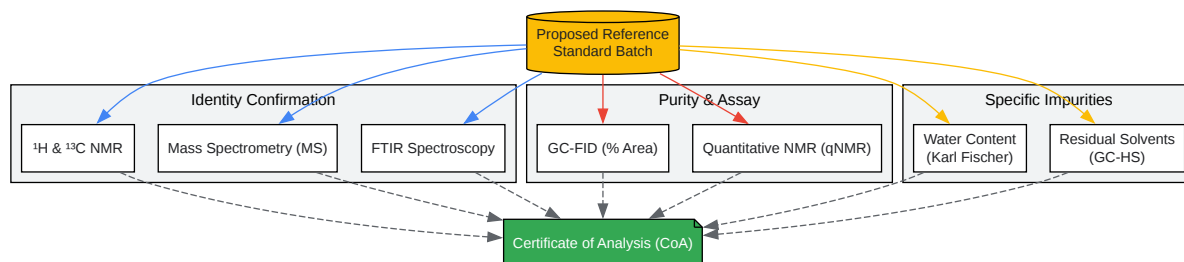 Proposed Reference
Standard Batch
Identity Confirmation
Purity & Assay
Specific Impurities
¹H & ¹³C NMR
Mass Spectrometry (MS)
FTIR Spectroscopy
GC-FID (% Area)
Quantitative NMR (qNMR)
Water Content
(Karl Fischer)
Residual Solvents
(GC-HS)
Certificate of Analysis (CoA)